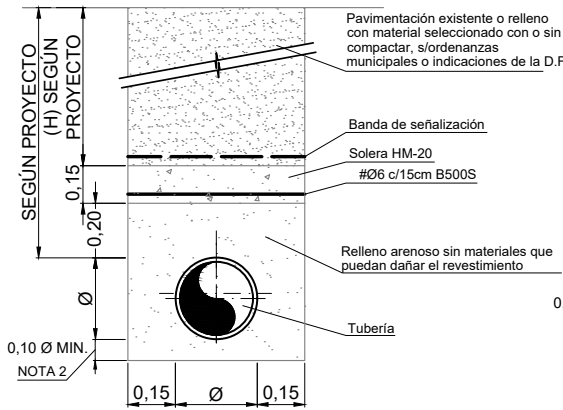 Pavimentación existente o relleno
con material seleccionado con o sin
compactar, s/ordenanzas
municipales o indicaciones de la D.F
SEGÚN PROYECTO
(H) SEGÚN
PROYECTO
Banda de señalización
Solera HM-20
#Ø6 c/15cm B500S
0,15
0,20
Relleno arenoso sin materiales que
puedan dañar el revestimiento
Ø
0
Tubería
0,10 Ø MIN.
NOTA 2
0,15
Ø
0,15